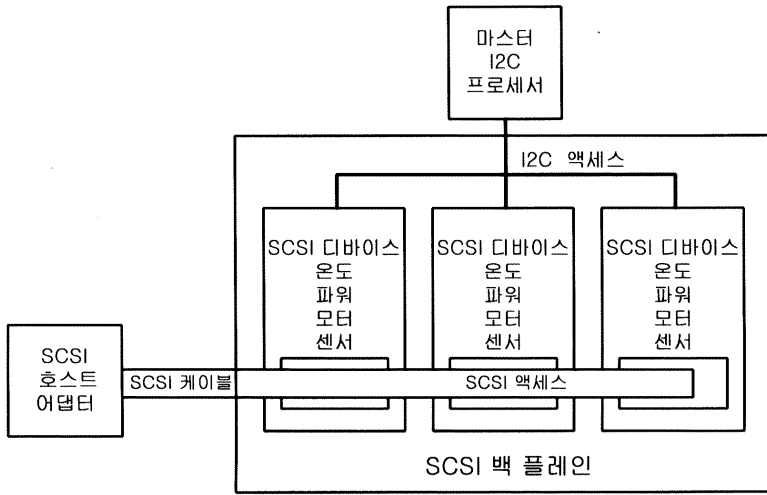 마스터
I2C
프로세서
I2C 액세스
SCSI 디바이스
온도
파워
모터
센서
SCSI 디바이스
온도
파워
모터
센서
SCSI 디바이스
온도
파워
모터
센서
SCSI
호스트
어댑터
SCSI 케이블
SCSI 액세스
SCSI 백 플레인